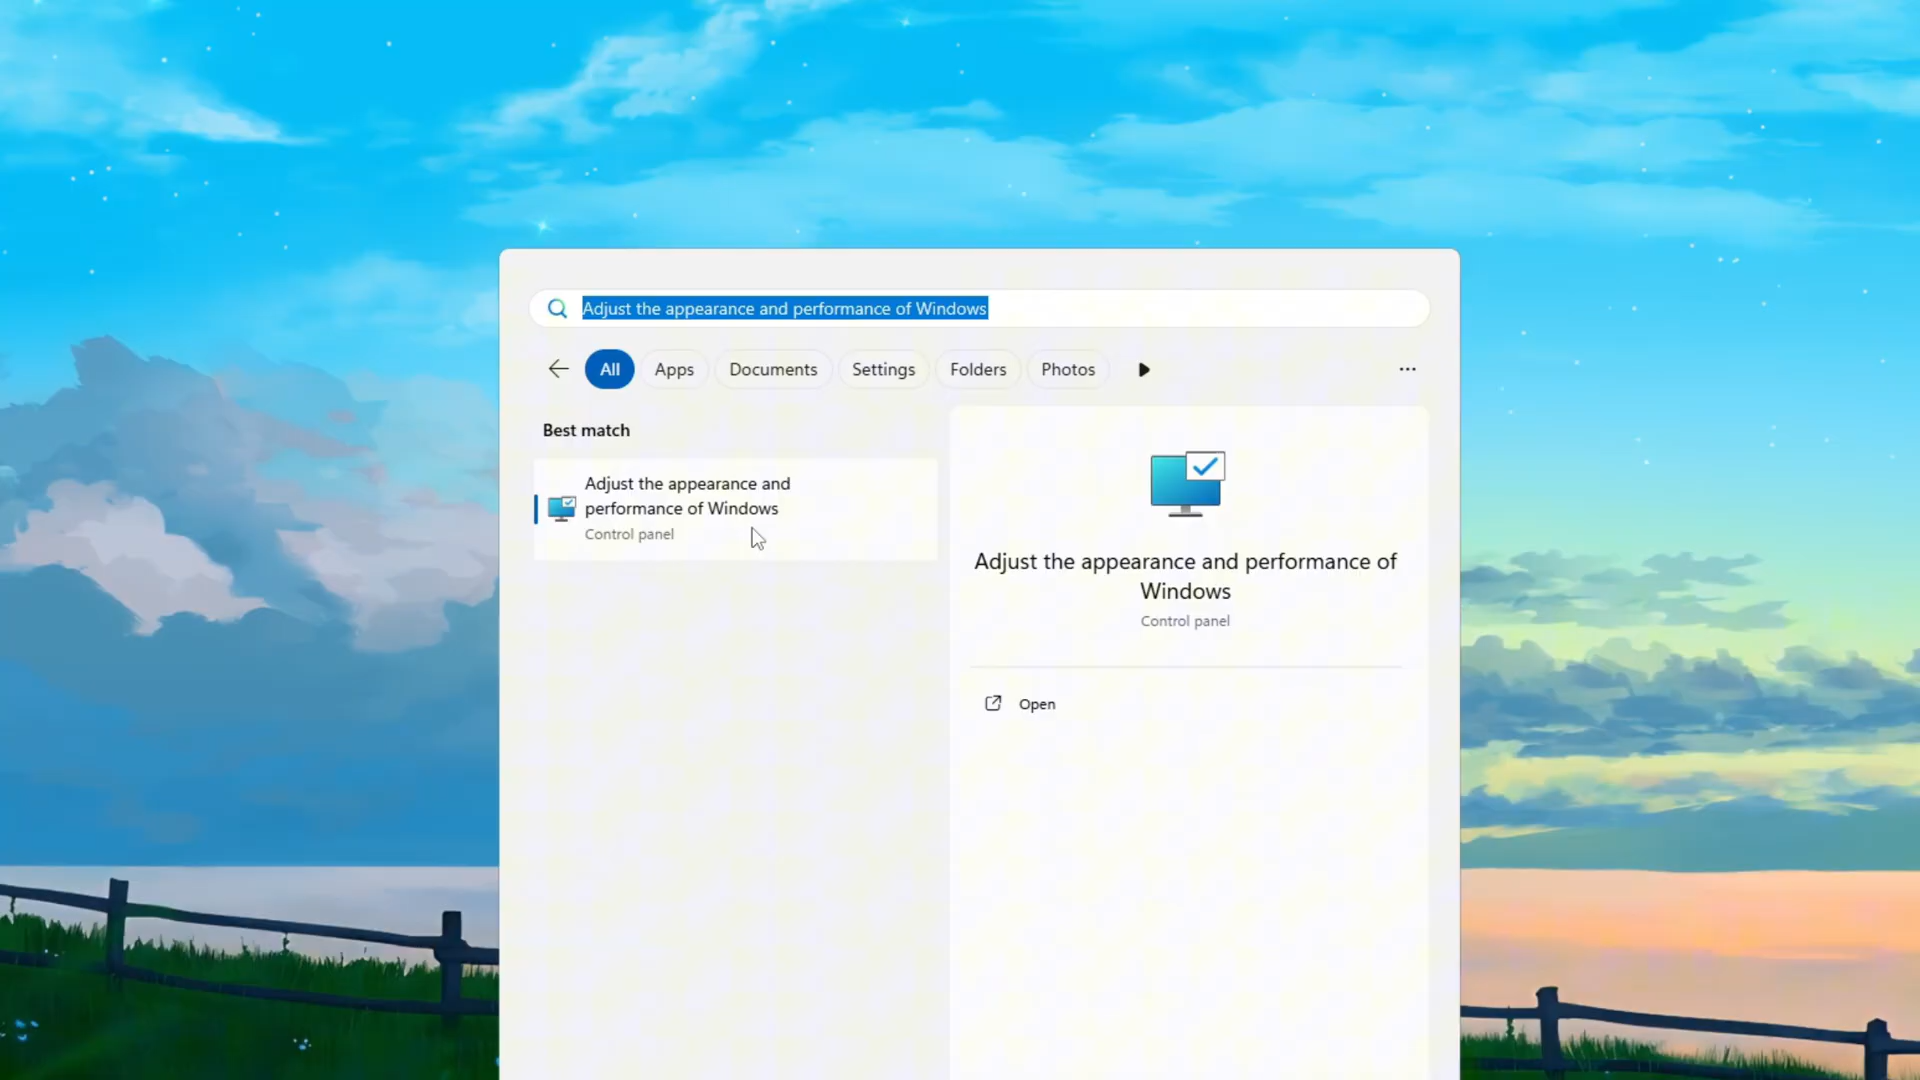 Adjust the appearance and performance of Windows
All Apps Documents Settings Folders Photos
Best match
Adjust the appearance and
performance of Windows
Control panel
Adjust the appearance and performance of
Windows
Control panel
Open